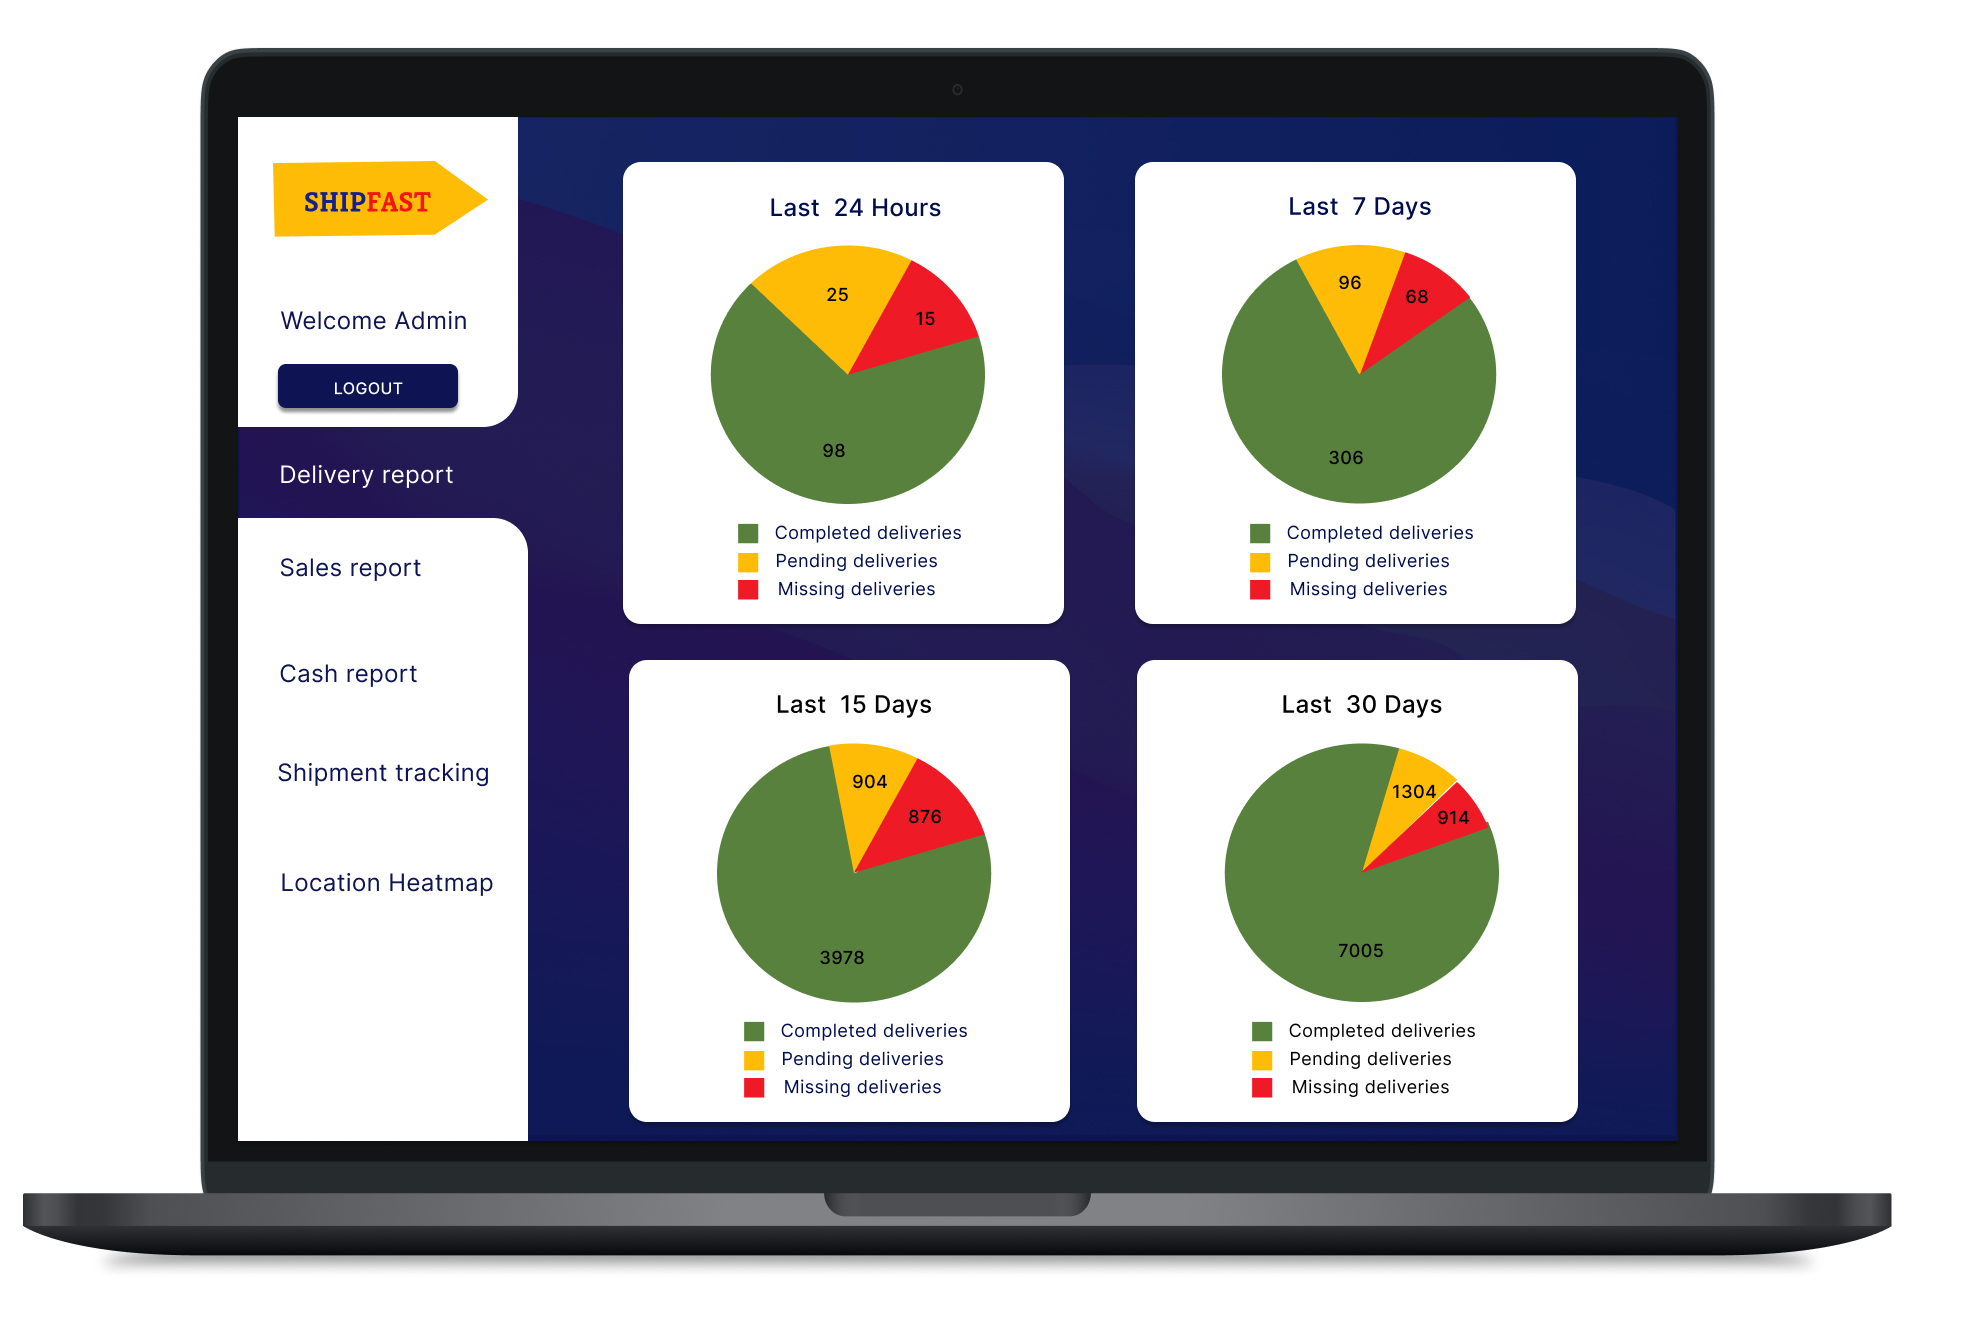 SHIPFAST
Welcome Admin
LOGOUT
Delivery report
Sales report
Cash report
Shipment tracking
Location Heatmap
Last 24 Hours
25
15
98
Completed deliveries
Pending deliveries
Missing deliveries
Last 7 Days
96
68
306
Completed deliveries
Pending deliveries
Missing deliveries
Last 15 Days
904
876
3978
Completed deliveries
Pending deliveries
Missing deliveries
Last 30 Days
1304
914
7005
Completed deliveries
Pending deliveries
Missing deliveries